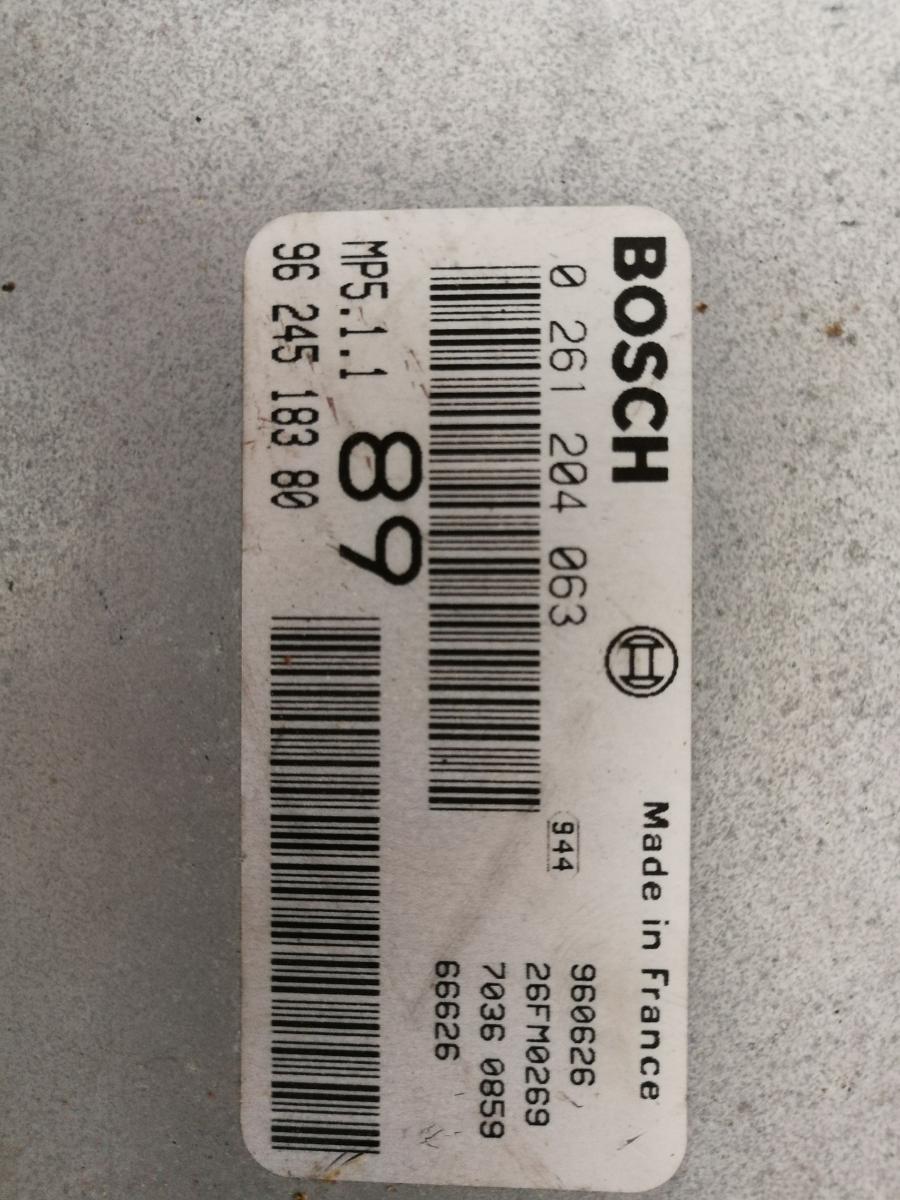 BOSCH Made in France
0 261 204 063
944
960626
26FM0269
7036 0859
66626
MP5.1.1
89
96 245 183 80